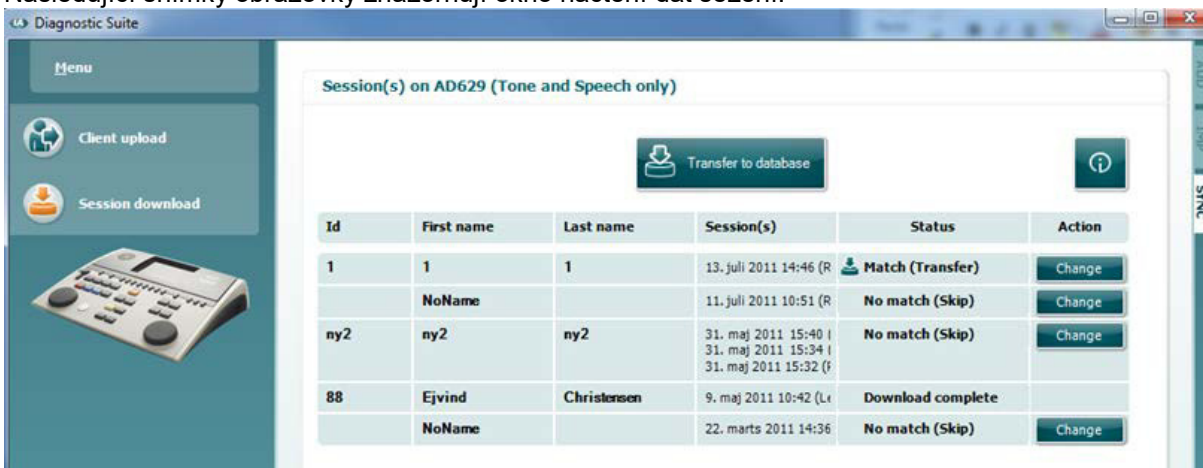 Diagnostic Suite
Menu
Client upload
Session download
Session(s) on AD629 (Tone and Speech only)
Transfer to database
SYNC
Id First name Last name Session(s) Status Action
1 1 1 13. juli 2011 14:46 (R Match (Transfer) Change
NoName 11. juli 2011 10:51 (R No match (Skip) Change
ny2 ny2 ny2 31. maj 2011 15:40 ( No match (Skip) Change
31. maj 2011 15:34 (
31. maj 2011 15:32 (
88 Ejvind Christensen 9. maj 2011 10:42 (Le Download complete
NoName 22. marts 2011 14:36 No match (Skip) Change